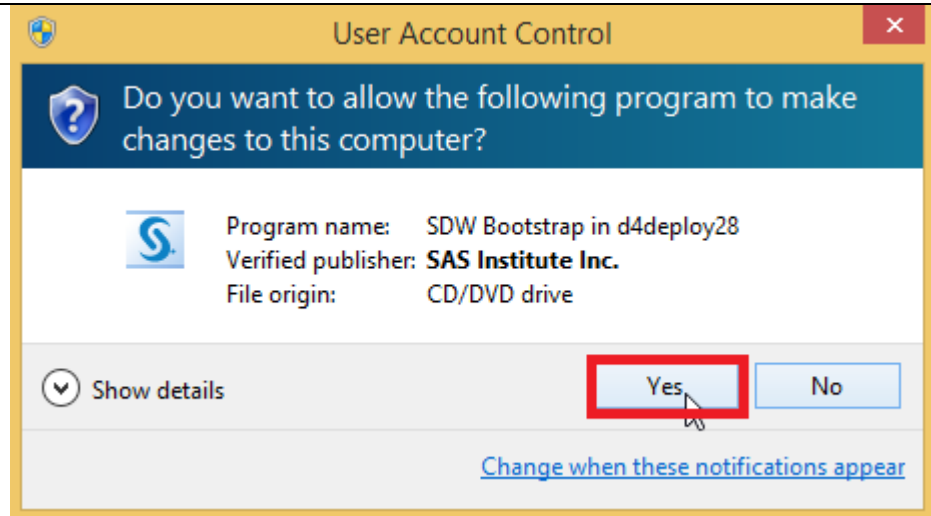 User Account Control
Do you want to allow the following program to make
changes to this computer?
Program name: SDW Bootstrap in d4deploy28
Verified publisher: SAS Institute Inc.
File origin: CD/DVD drive
Show details
Yes
No
Change when these notifications appear